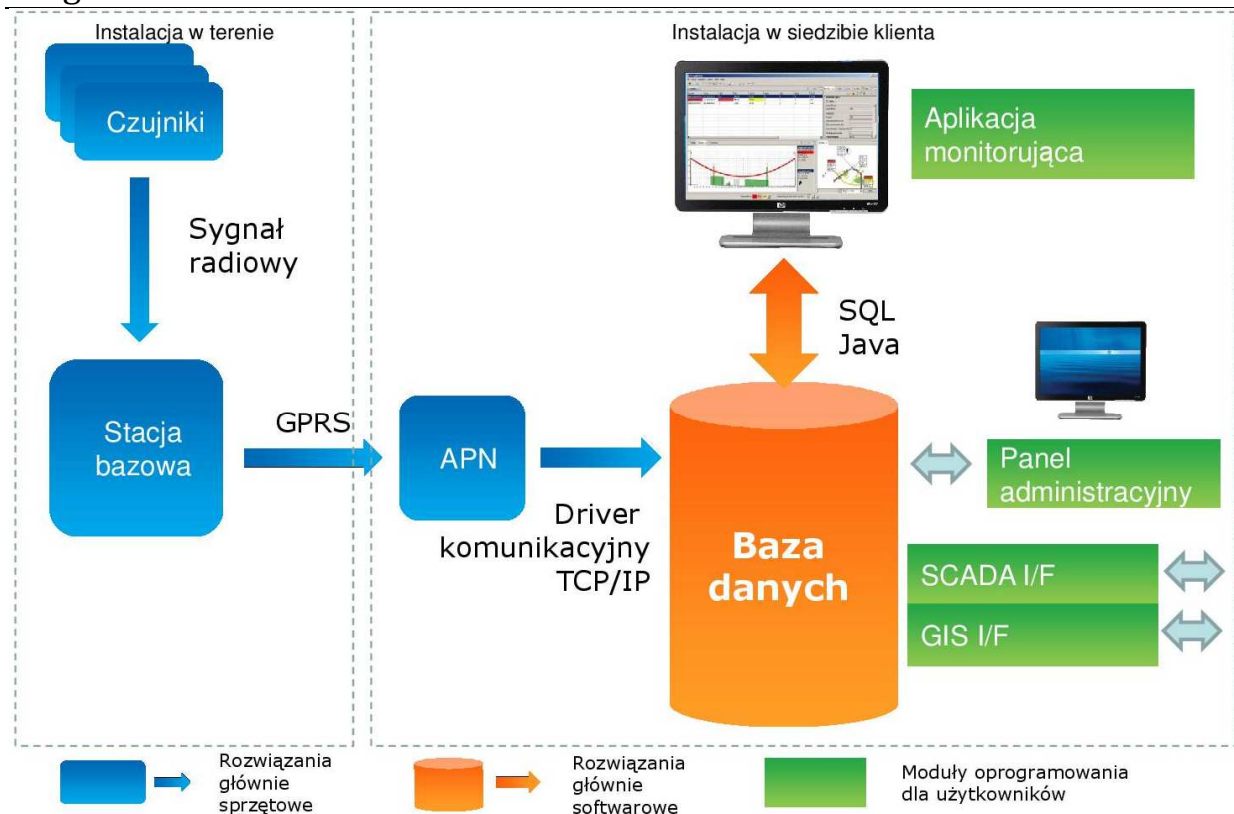 Instalacja w terenie
Czujniki
Sygnał
radiowy
Stacja
bazowa
GPRS
Instalacja w siedzibie klienta
Aplikacja
monitorująca
SQL
Java
APN
Driver
komunikacyjny
TCP/IP
Baza
danych
Panel
administracyjny
SCADA I/F
GIS I/F
Rozwiązania
głównie
sprzętowe
Rozwiązania
głównie
softwarowe
Moduły oprogramowania
dla użytkowników